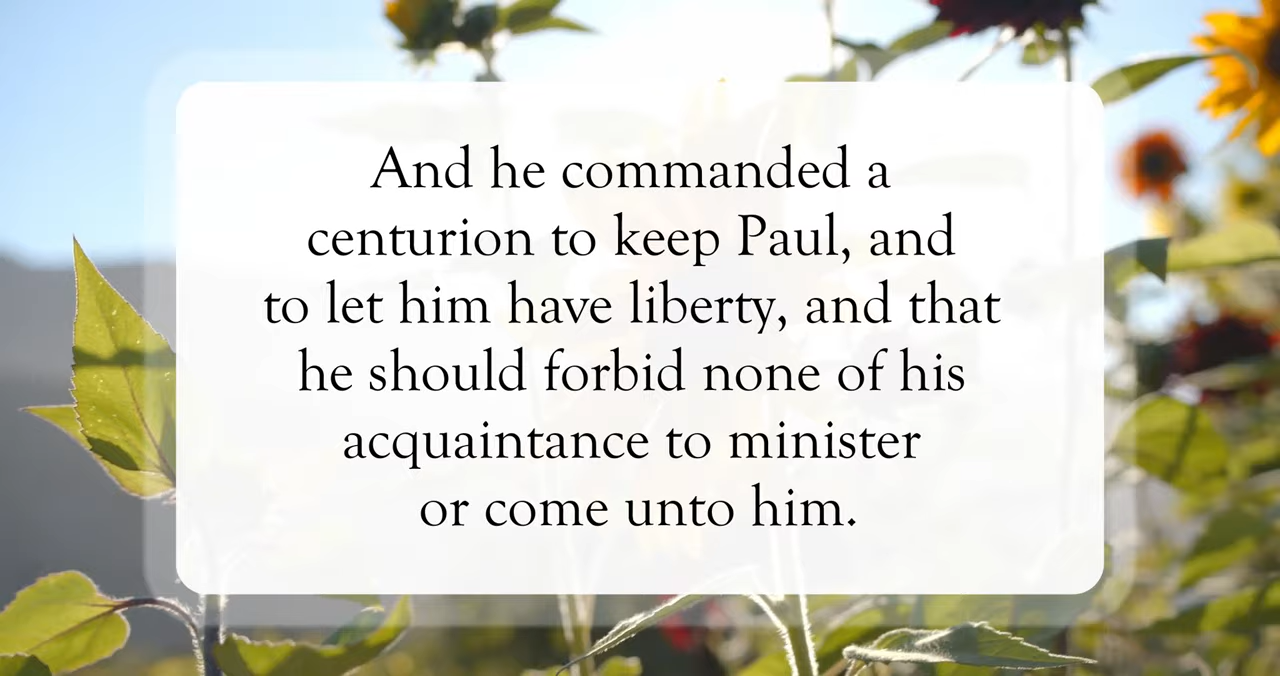 And he commanded a
centurion to keep Paul, and
to let him have liberty, and that
he should forbid none of his
acquaintance to minister
or come unto him.